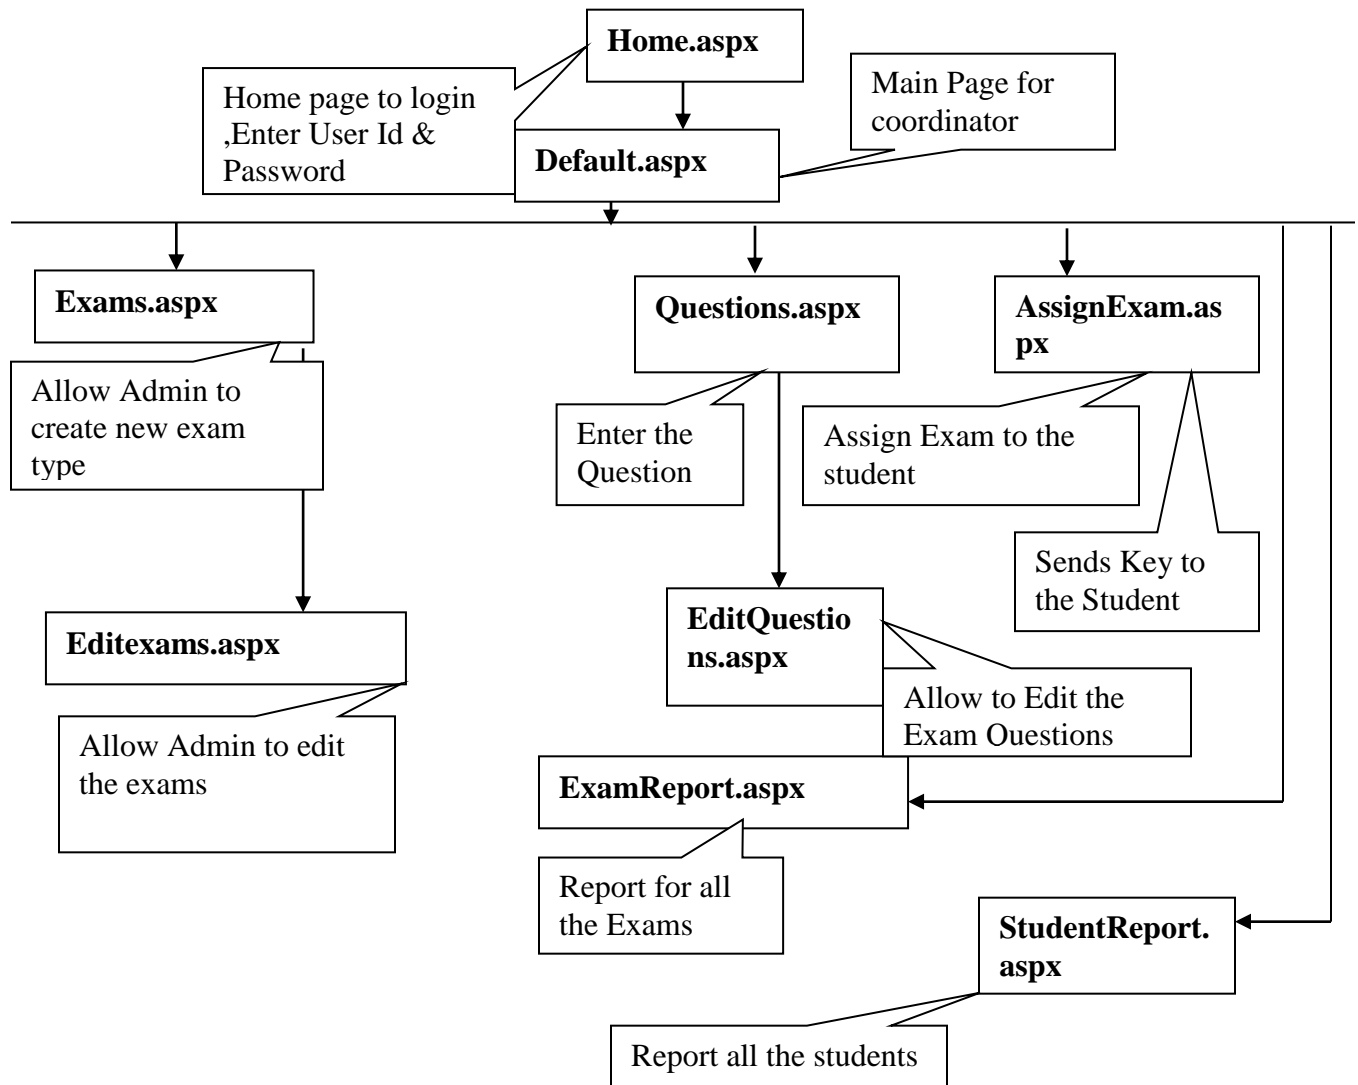 Home.aspx
Home page to login
,Enter User Id &
Password
Main Page for
coordinator
Default.aspx
Exams.aspx
Allow Admin to
create new exam
type
Questions.aspx
Enter the
Question
AssignExam.as
px
Assign Exam to the
student
Sends Key to
the Student
Editexams.aspx
Allow Admin to edit
the exams
EditQuestio
ns.aspx
Allow to Edit the
Exam Questions
ExamReport.aspx
Report for all
the Exams
StudentReport.
aspx
Report all the students